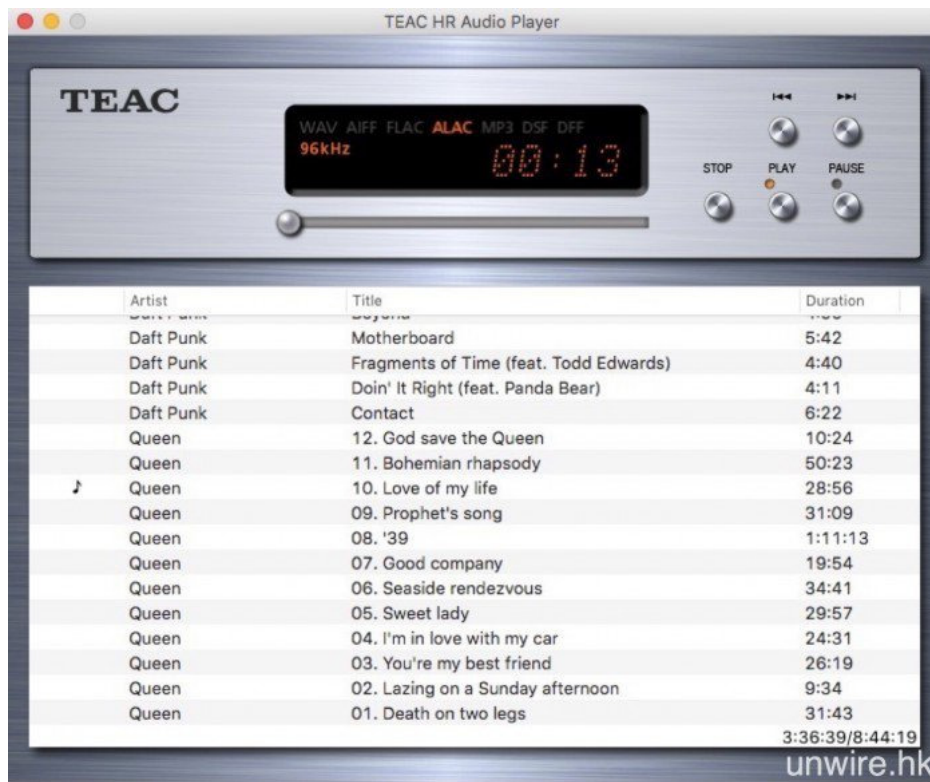 TEAC HR Audio Player
TEAC
WAV AIFF FLAC ALAC MP3 DSF DFF
96kHz
00:13
STOP PLAY PAUSE
Artist Title Duration
Daft Punk Motherboard 5:42
Daft Punk Fragments of Time (feat. Todd Edwards) 4:40
Daft Punk Doin' It Right (feat. Panda Bear) 4:11
Daft Punk Contact 6:22
Queen 12. God save the Queen 10:24
Queen 11. Bohemian rhapsody 50:23
Queen 10. Love of my life 28:56
Queen 09. Prophet's song 31:09
Queen 08. '39 1:11:13
Queen 07. Good company 19:54
Queen 06. Seaside rendezvous 34:41
Queen 05. Sweet lady 29:57
Queen 04. I'm in love with my car 24:31
Queen 03. You're my best friend 26:19
Queen 02. Lazing on a Sunday afternoon 9:34
Queen 01. Death on two legs 31:43
3:36:39/8:44:19
unwire.hk